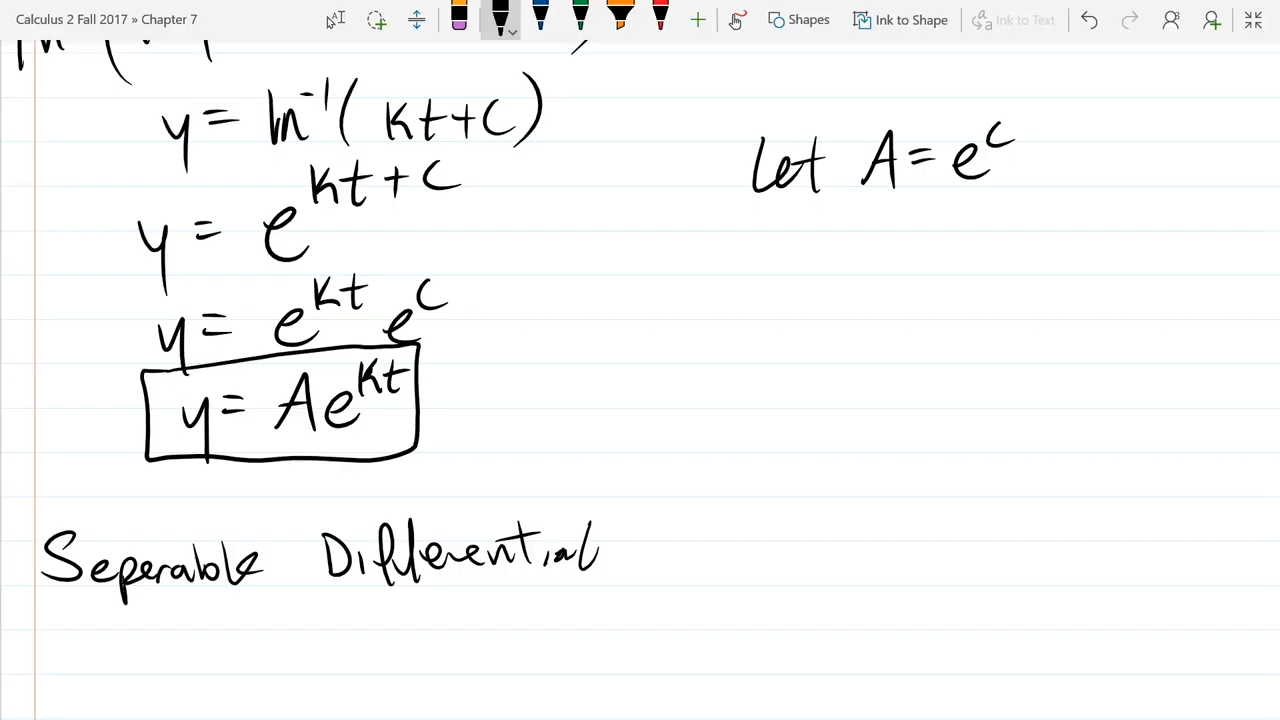 Calculus 2 Fall 2017 » Chapter 7
Shapes
Ink to Shape
Ink to Text
y = ln⁻¹( kt+C )
y = e^{kt+C}
y = e^{kt} e^{C}
y = Ae^{kt}
Let A = e^{C}
Seperable Differential